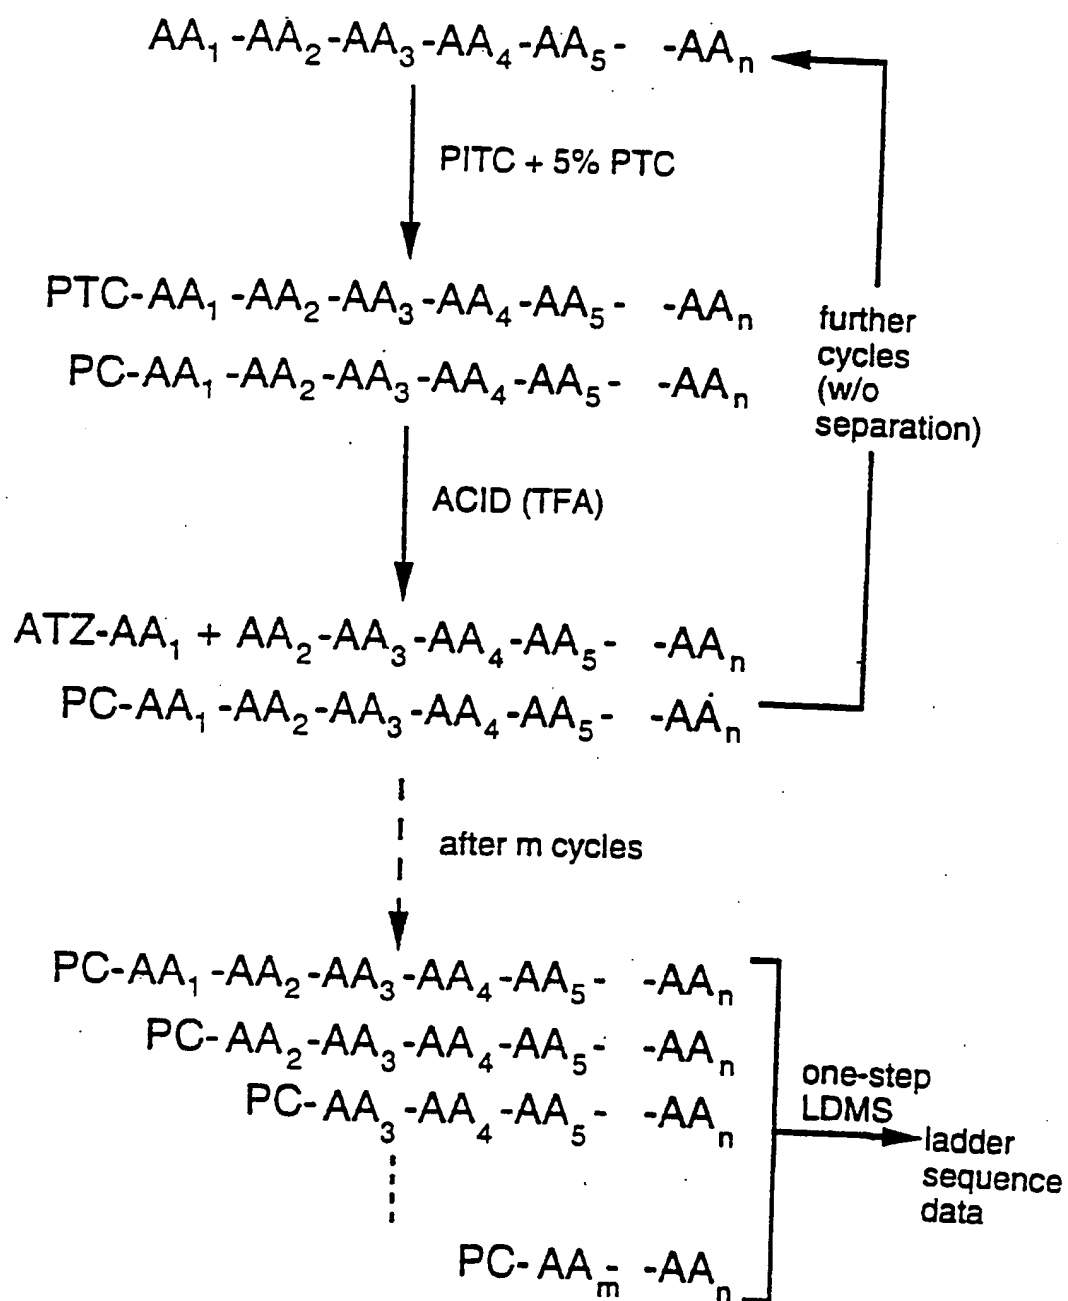 AA₁ -AA₂-AA₃-AA₄-AA₅- -AAₙ
PITC + 5% PTC
PTC-AA₁ -AA₂-AA₃-AA₄-AA₅- -AAₙ
PC-AA₁ -AA₂-AA₃-AA₄-AA₅- -AAₙ
further
cycles
(w/o
separation)
ACID (TFA)
ATZ-AA₁ + AA₂-AA₃-AA₄-AA₅- -AAₙ
PC-AA₁ -AA₂-AA₃-AA₄-AA₅- -AAₙ
after m cycles
PC-AA₁ -AA₂-AA₃-AA₄-AA₅- -AAₙ
PC- AA₂-AA₃-AA₄-AA₅- -AAₙ
PC- AA₃-AA₄-AA₅- -AAₙ
one-step
LDMS
ladder
sequence
data
PC- AAₘ- -AAₙ